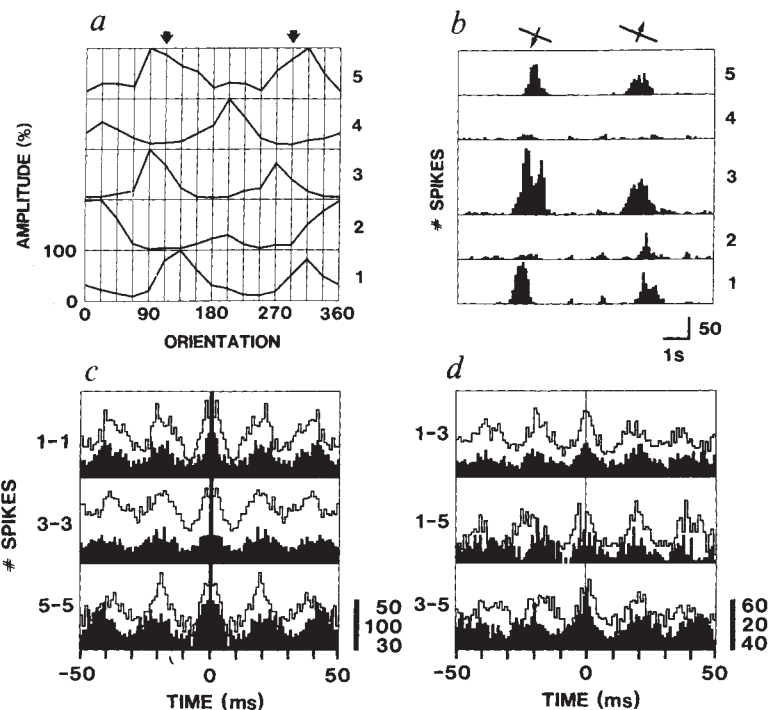 a
AMPLITUDE (%)
5
4
3
2
100
1
0
0 90 180 270 360
ORIENTATION
b
# SPIKES
5
4
3
2
1
50
1s
c
# SPIKES
1-1
3-3
5-5
50
100
30
-50 0 50
TIME (ms)
d
1-3
1-5
3-5
60
20
40
-50 0 50
TIME (ms)